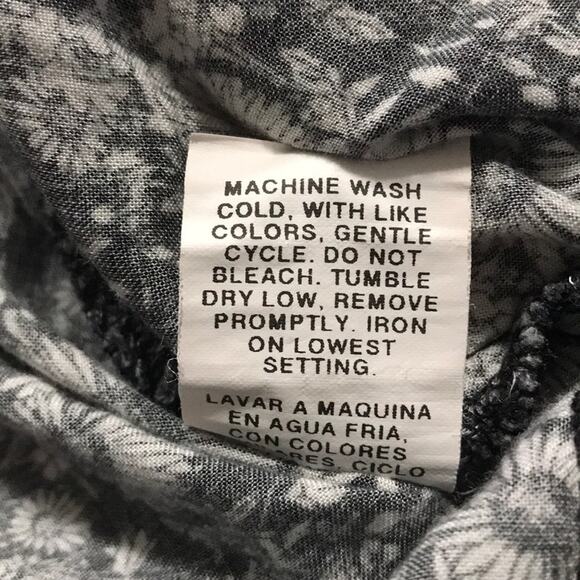 MACHINE WASH
COLD, WITH LIKE
COLORS, GENTLE
CYCLE. DO NOT
BLEACH. TUMBLE
DRY LOW, REMOVE
PROMPTLY. IRON
ON LOWEST
SETTING.
LAVAR A MAQUINA
EN AGUA FRIA,
CON COLORES
CICLO